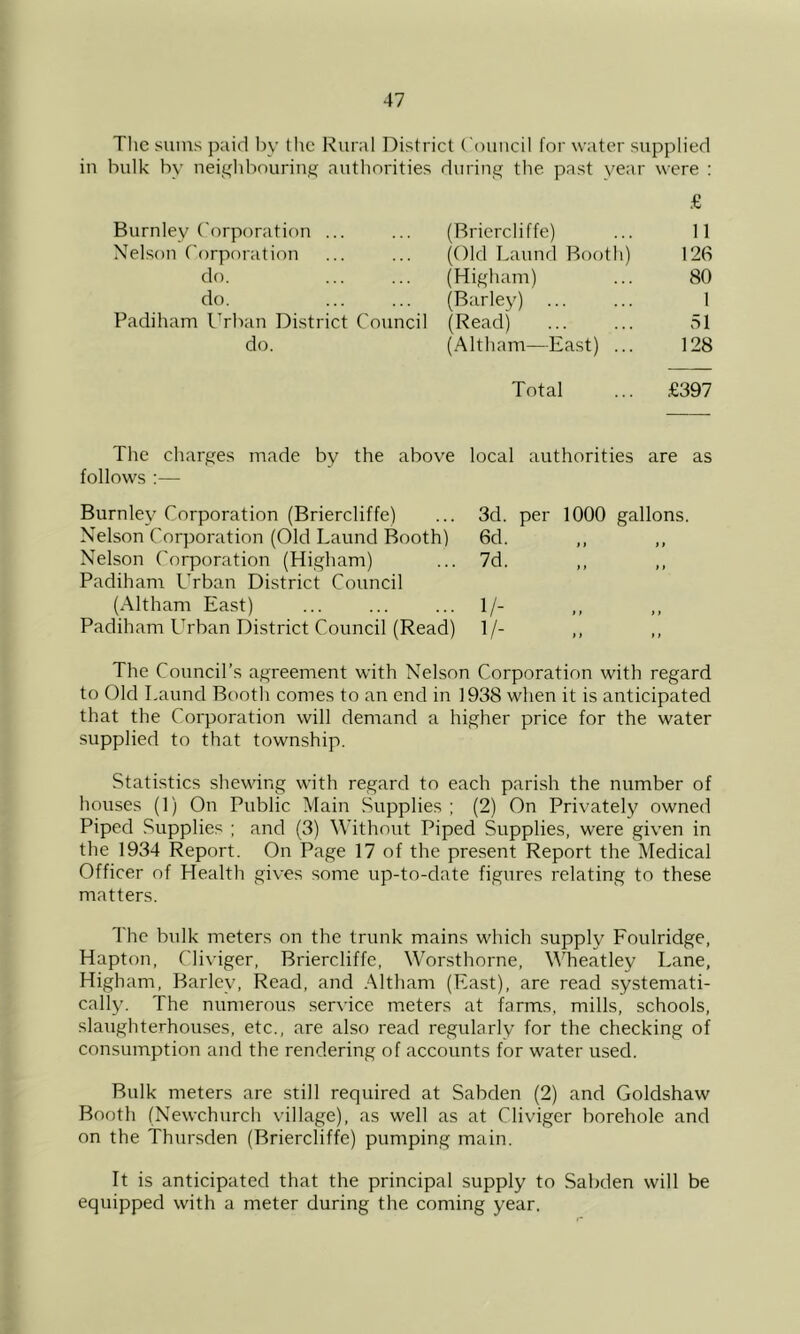 47
The sums paid by the Rural District Council for water supplied
in bulk by neighbouring authorities during the past year were :
£
Burnley Corporation ... ... (Briercliffe) ... 11
Nelson Corporation ... ... (Old Laund Booth) 126
do. ... ... (Higham) ... 80
do. ... ... (Barley) ... ... 1
Padiham Urban District Council (Read) ... ... 51
do. (Altham—East) ... 128
Total ... £397
The charges made by the above local authorities are as
follows :—
Burnley Corporation (Briercliffe) ... 3d. per 1000 gallons.
Nelson Corporation (Old Laund Booth) 6d. ,, ,,
Nelson Corporation (Higham) ... 7d. ,, ,,
Padiham Urban District Council
(Altham East) ... ... ... 1/- ,, ,,
Padiham Urban District Council (Read) 1/- ,, ,,
The Council's agreement with Nelson Corporation with regard
to Old Laund Booth comes to an end in 1938 when it is anticipated
that the Corporation will demand a higher price for the water
supplied to that township.
Statistics shewing with regard to each parish the number of
houses (1) On Public Main Supplies ; (2) On Privately owned
Piped Supplies ; and (3) Without Piped Supplies, were given in
the 1934 Report. On Page 17 of the present Report the Medical
Officer of Health gives some up-to-date figures relating to these
matters.
The bulk meters on the trunk mains which supply Foulridge,
Hapton, Cliviger, Briercliffe, Worsthorne, Wheatley Lane,
Higham, Barley, Read, and Altham (East), are read systemati-
cally. The numerous service meters at farms, mills, schools,
slaughterhouses, etc., are also read regularly for the checking of
consumption and the rendering of accounts for water used.
Bulk meters are still required at Sabden (2) and Goldshaw
Booth (Newchurch village), as well as at Cliviger borehole and
on the Thursden (Briercliffe) pumping main.
It is anticipated that the principal supply to Sabden will be
equipped with a meter during the coming year.